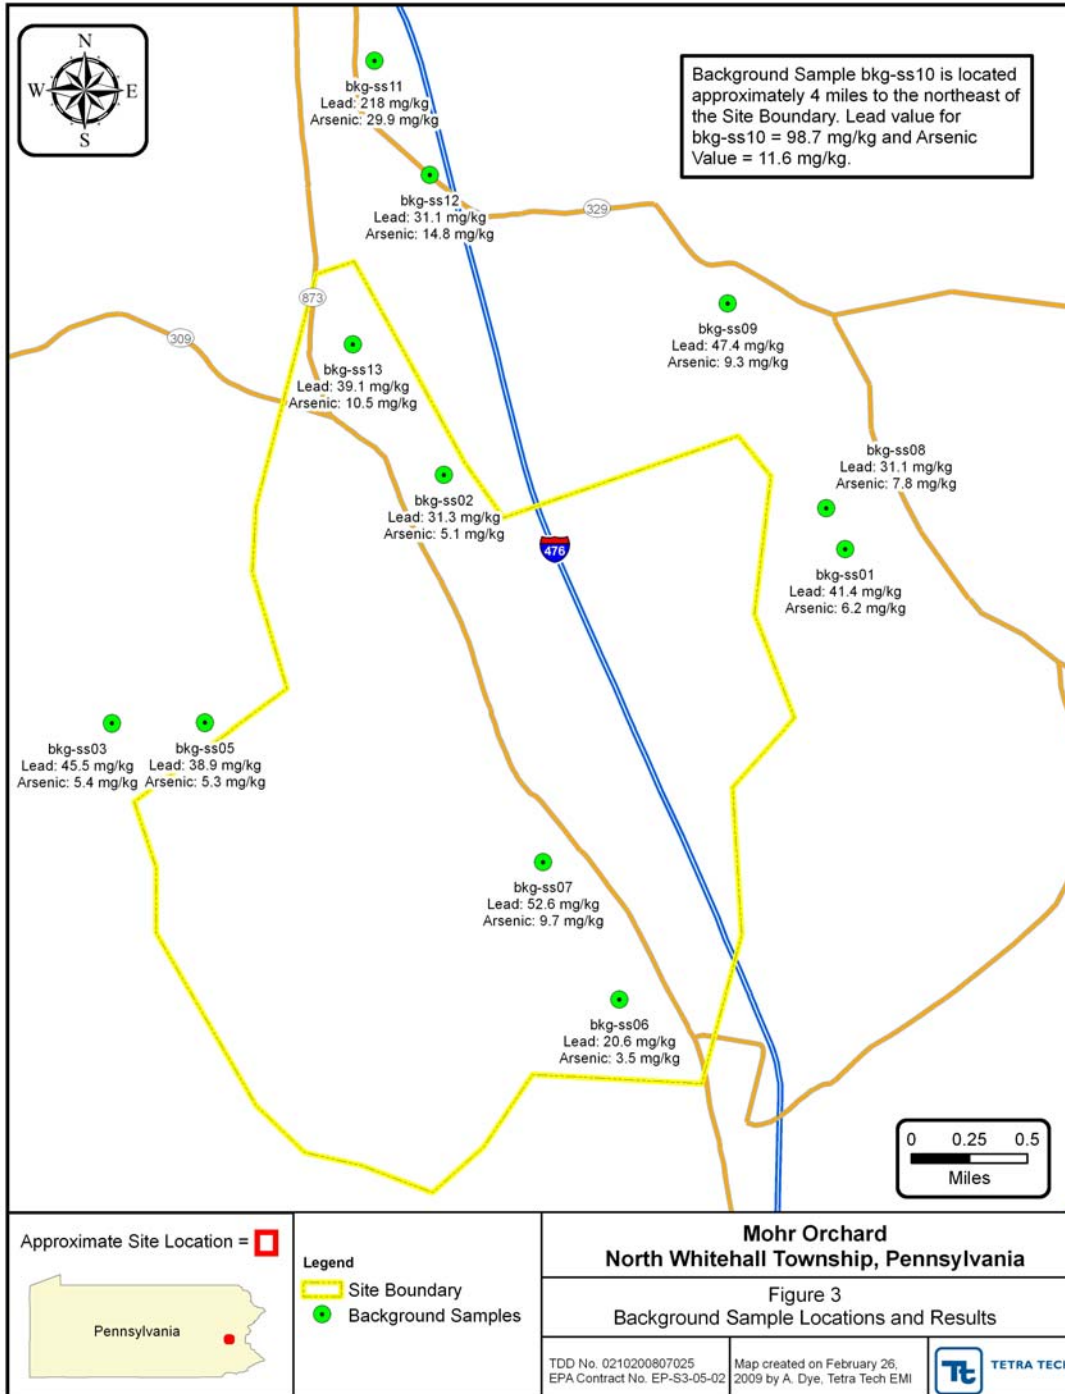 N
W E
S
Background Sample bkg-ss10 is located
approximately 4 miles to the northeast of
the Site Boundary. Lead value for
bkg-ss10 = 98.7 mg/kg and Arsenic
Value = 11.6 mg/kg.
bkg-ss11
Lead: 218 mg/kg
Arsenic: 29.9 mg/kg
bkg-ss12
Lead: 31.1 mg/kg
Arsenic: 14.8 mg/kg
329
873
309
bkg-ss09
Lead: 47.4 mg/kg
Arsenic: 9.3 mg/kg
bkg-ss13
Lead: 39.1 mg/kg
Arsenic: 10.5 mg/kg
bkg-ss08
Lead: 31.1 mg/kg
Arsenic: 7.8 mg/kg
bkg-ss02
Lead: 31.3 mg/kg
Arsenic: 5.1 mg/kg
476
bkg-ss01
Lead: 41.4 mg/kg
Arsenic: 6.2 mg/kg
bkg-ss03
Lead: 45.5 mg/kg
Arsenic: 5.4 mg/kg
bkg-ss05
Lead: 38.9 mg/kg
Arsenic: 5.3 mg/kg
bkg-ss07
Lead: 52.6 mg/kg
Arsenic: 9.7 mg/kg
bkg-ss06
Lead: 20.6 mg/kg
Arsenic: 3.5 mg/kg
0 0.25 0.5
Miles
Approximate Site Location =
Pennsylvania
Legend
Site Boundary
Background Samples
Mohr Orchard
North Whitehall Township, Pennsylvania
Figure 3
Background Sample Locations and Results
TDD No. 0210200807025
EPA Contract No. EP-S3-05-02
Map created on February 26,
2009 by A. Dye, Tetra Tech EMI
Tt
TETRA TECH